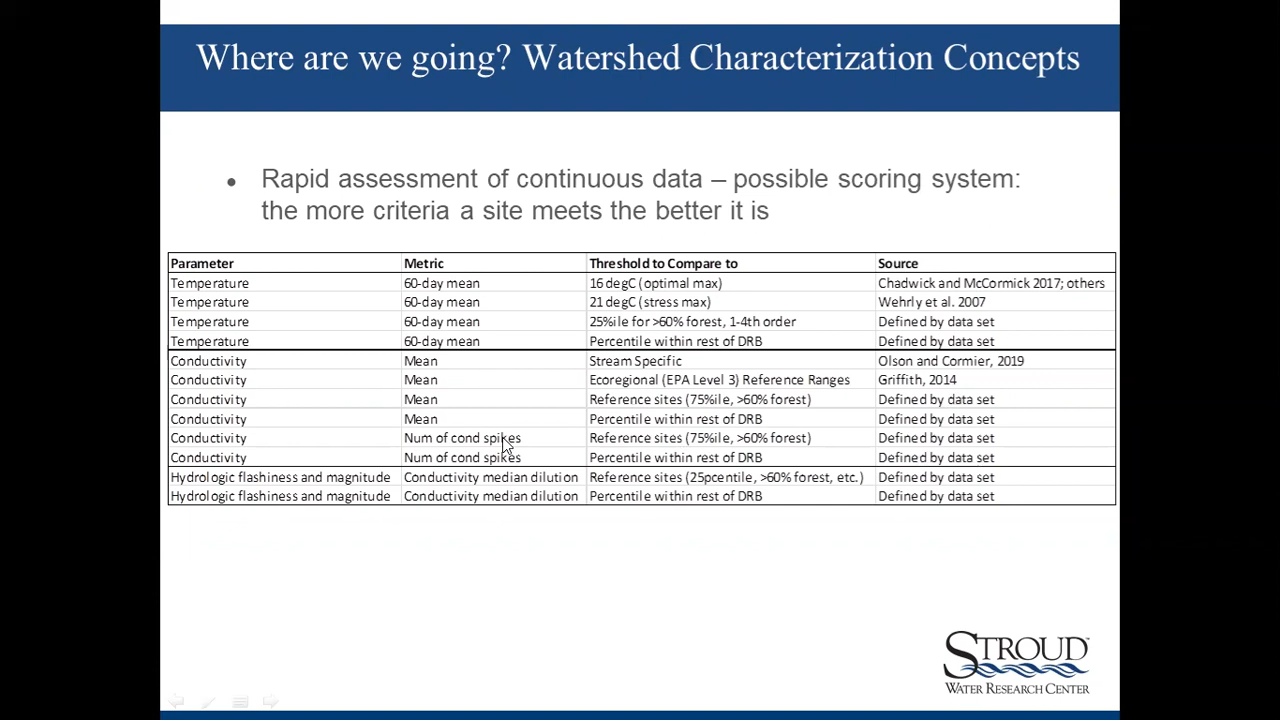 Where are we going? Watershed Characterization Concepts
• Rapid assessment of continuous data – possible scoring system:
the more criteria a site meets the better it is
Parameter Metric Threshold to Compare to Source
Temperature 60-day mean 16 degC (optimal max) Chadwick and McCormick 2017; others
Temperature 60-day mean 21 degC (stress max) Wehrly et al. 2007
Temperature 60-day mean 25%ile for >60% forest, 1-4th order Defined by data set
Temperature 60-day mean Percentile within rest of DRB Defined by data set
Conductivity Mean Stream Specific Olson and Cormier, 2019
Conductivity Mean Ecoregional (EPA Level 3) Reference Ranges Griffith, 2014
Conductivity Mean Reference sites (75%ile, >60% forest) Defined by data set
Conductivity Mean Percentile within rest of DRB Defined by data set
Conductivity Num of cond spikes Reference sites (75%ile, >60% forest) Defined by data set
Conductivity Num of cond spikes Percentile within rest of DRB Defined by data set
Hydrologic flashiness and magnitude Conductivity median dilution Reference sites (25pcentile, >60% forest, etc.) Defined by data set
Hydrologic flashiness and magnitude Conductivity median dilution Percentile within rest of DRB Defined by data set
STROUD™
WATER RESEARCH CENTER